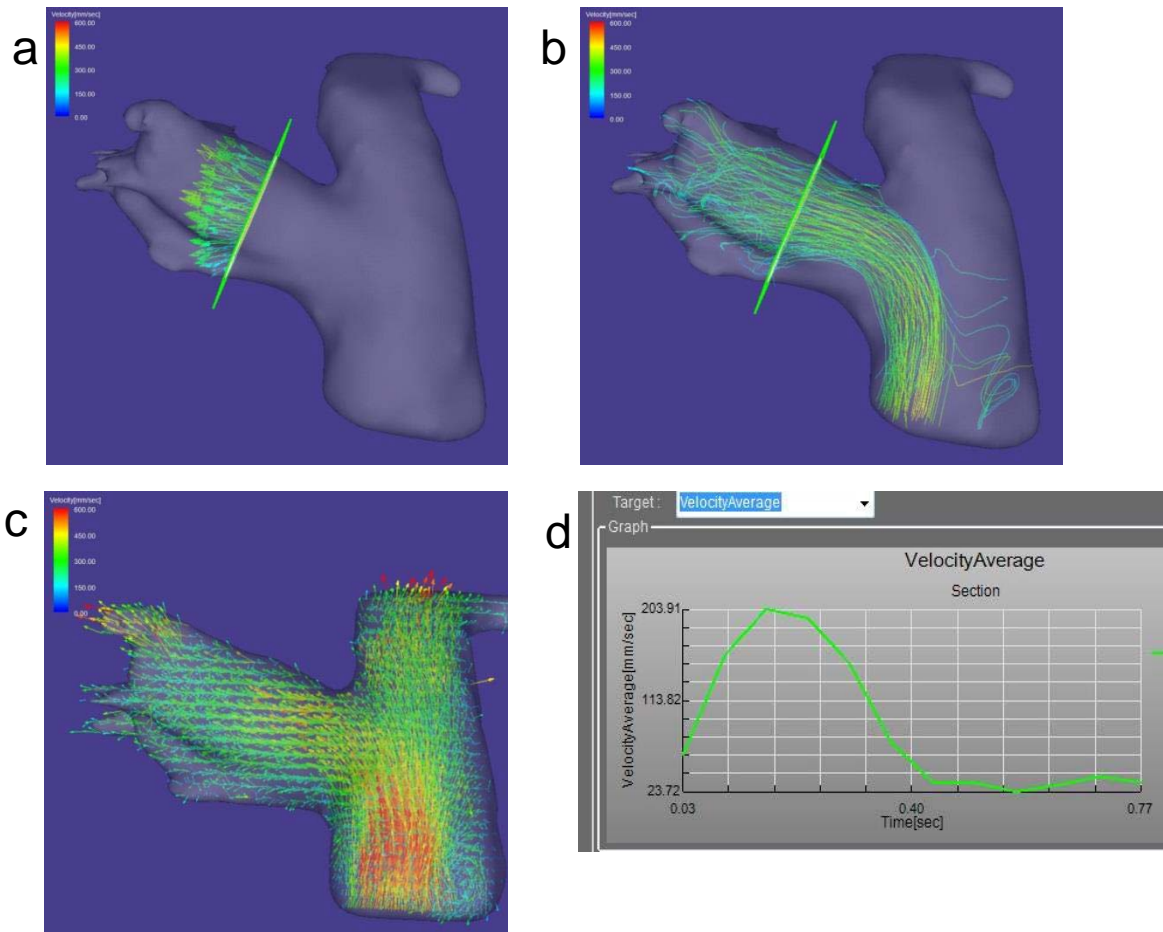 a
Velocity[mm/sec]
600.00
450.00
300.00
150.00
0.00
b
Velocity[mm/sec]
600.00
450.00
300.00
150.00
0.00
c
Velocity[mm/sec]
600.00
450.00
300.00
150.00
0.00
d
Target : VelocityAverage
Graph
VelocityAverage
Section
VelocityAverage[mm/sec]
203.91
113.82
23.72
0.03 0.40 0.77
Time[sec]